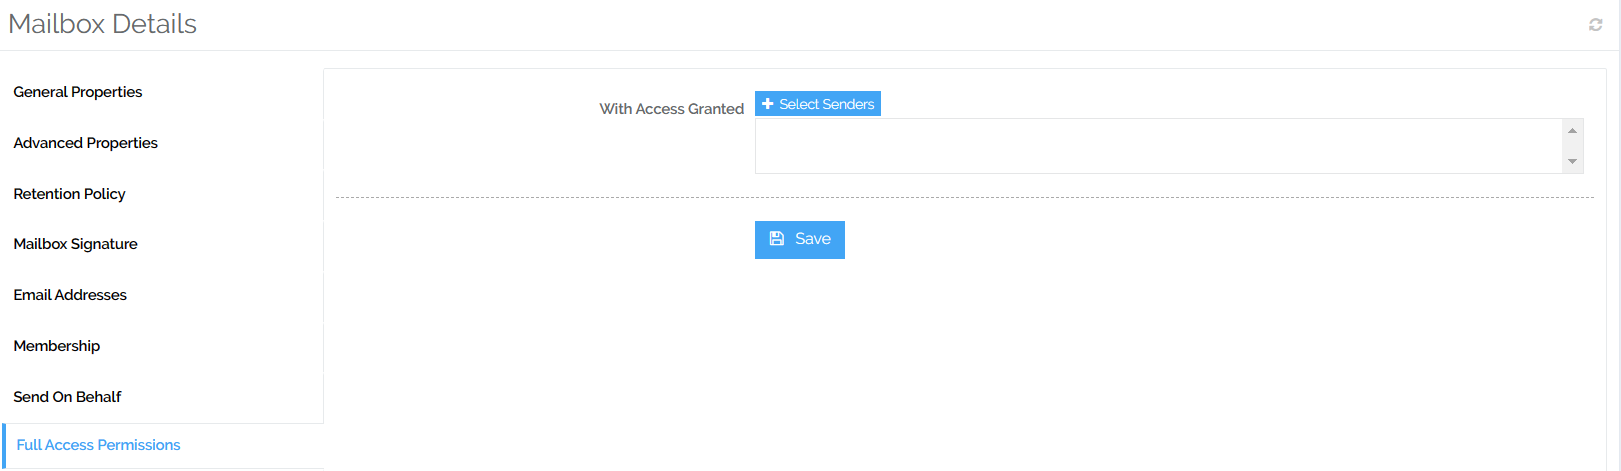 Mailbox Details
General Properties
Advanced Properties
Retention Policy
Mailbox Signature
Email Addresses
Membership
Send On Behalf
Full Access Permissions
With Access Granted
Select Senders
Save